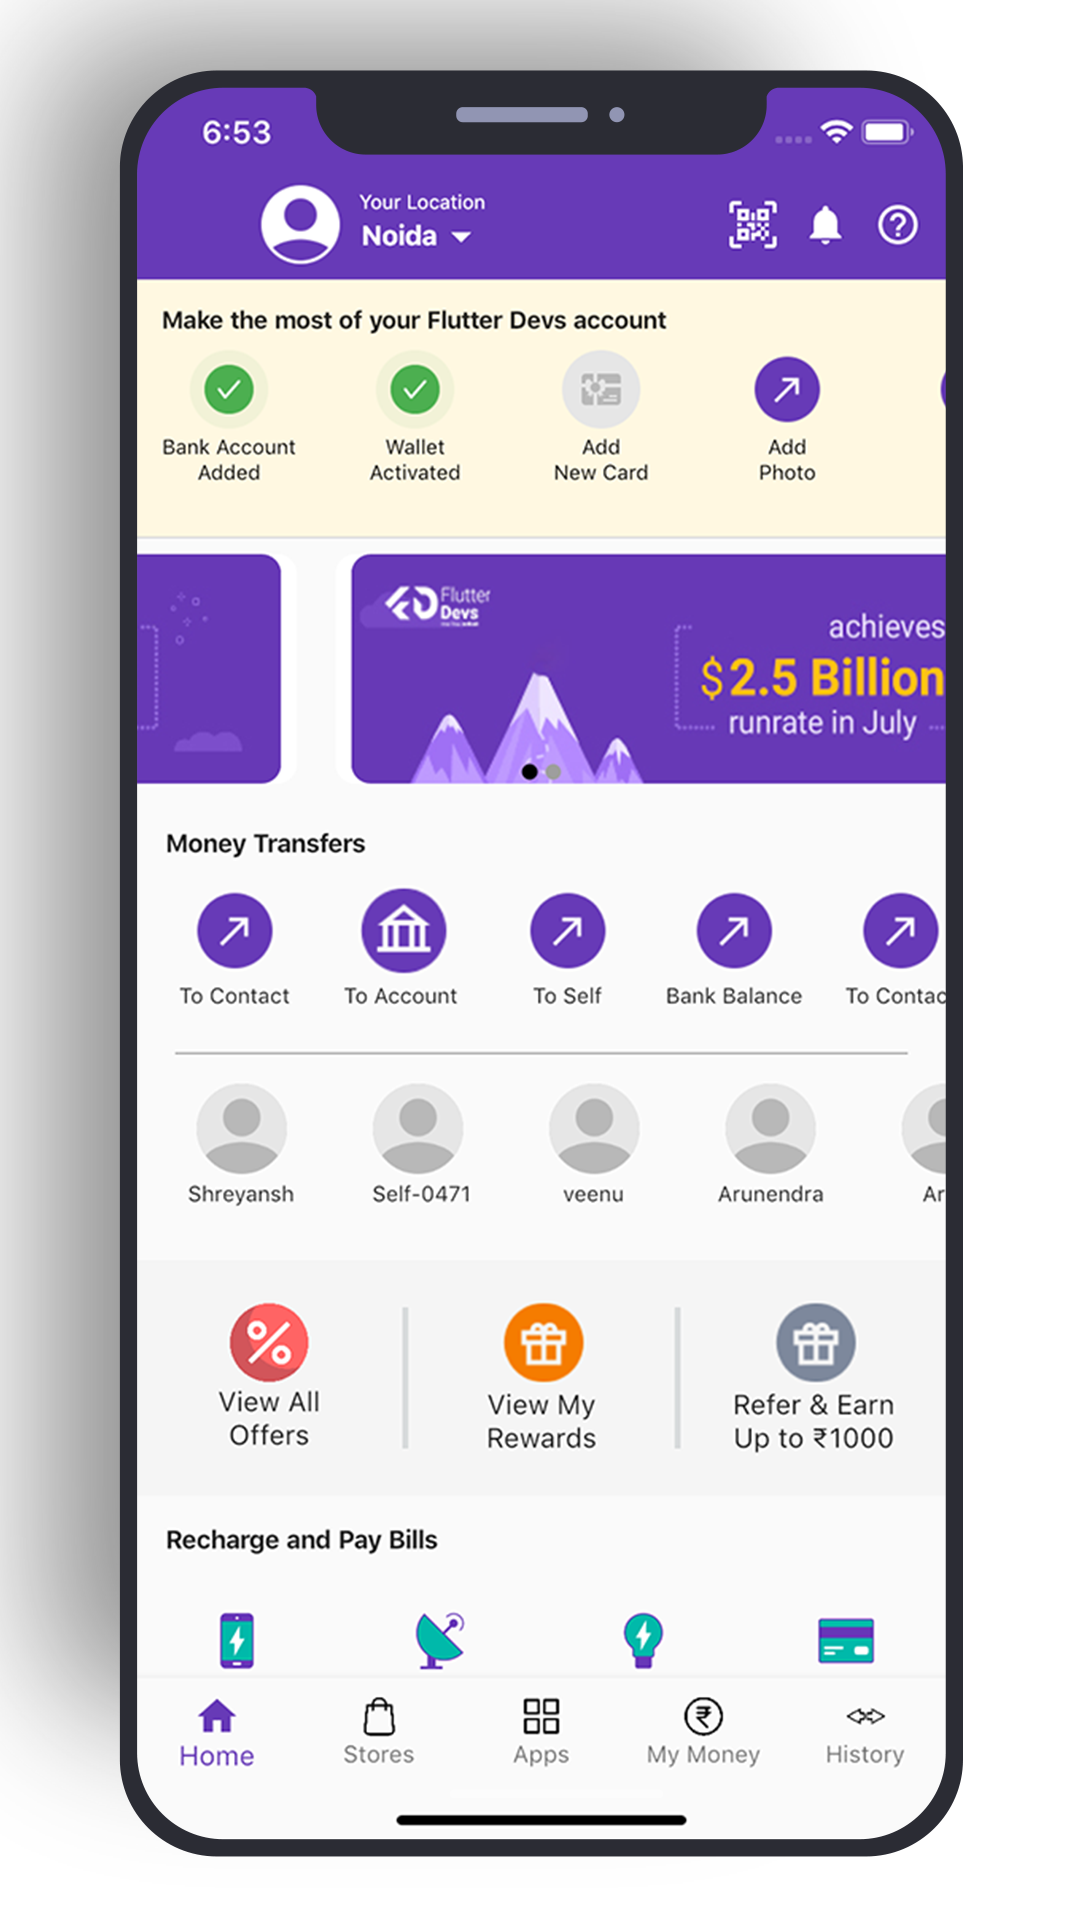 6:53
Your Location
Noida
Make the most of your Flutter Devs account
Bank Account
Added
Wallet
Activated
Add
New Card
Add
Photo
Flutter
Devs
achieves
$2.5 Billion
runrate in July
Money Transfers
To Contact
To Account
To Self
Bank Balance
To Contac
Shreyansh
Self-0471
veenu
Arunendra
Ar
View All
Offers
View My
Rewards
Refer & Earn
Up to ₹1000
Recharge and Pay Bills
Home
Stores
Apps
My Money
History